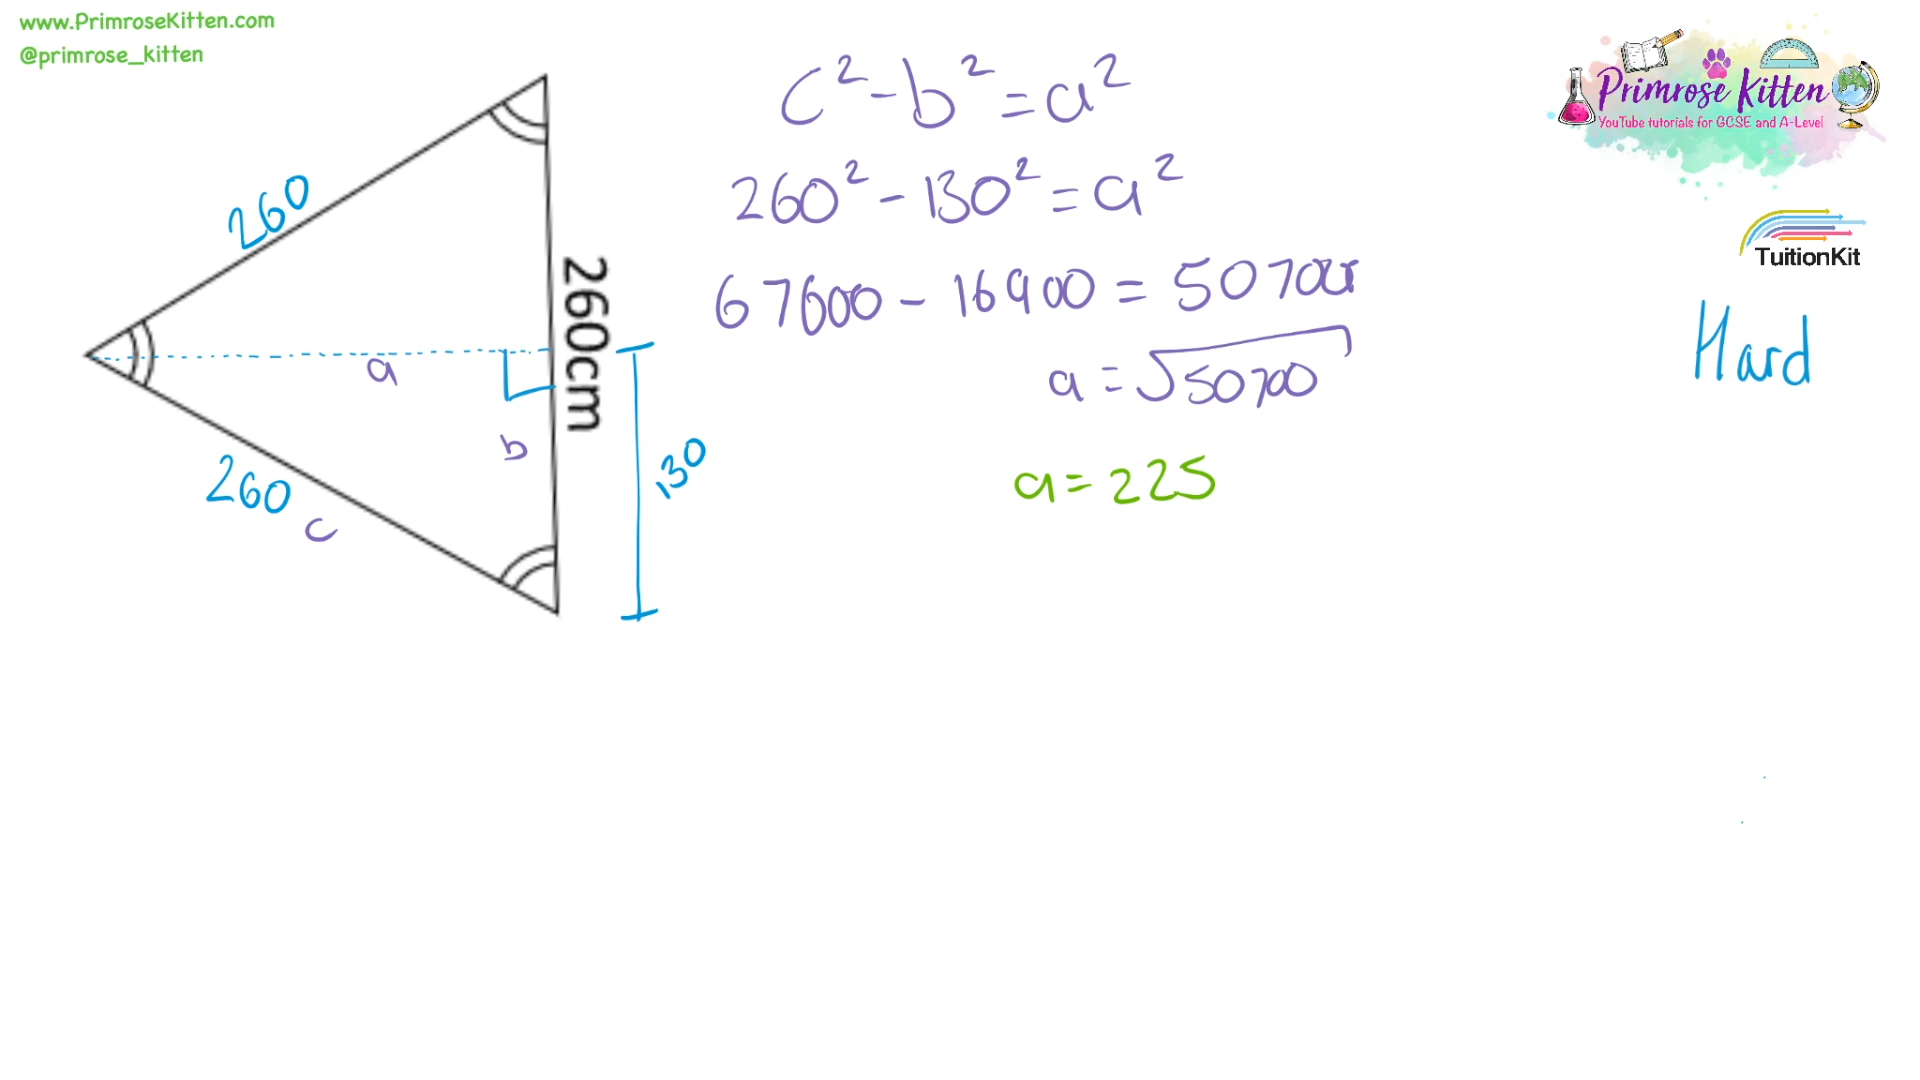 www.PrimroseKitten.com
@primrose_kitten
c² - b² = a²
260² - 130² = a²
67600 - 16900 = 50700
a = √50700
a = 225
260
260cm
a
b
130
260
c
Primrose Kitten
YouTube tutorials for GCSE and A-Level
TuitionKit
Hard